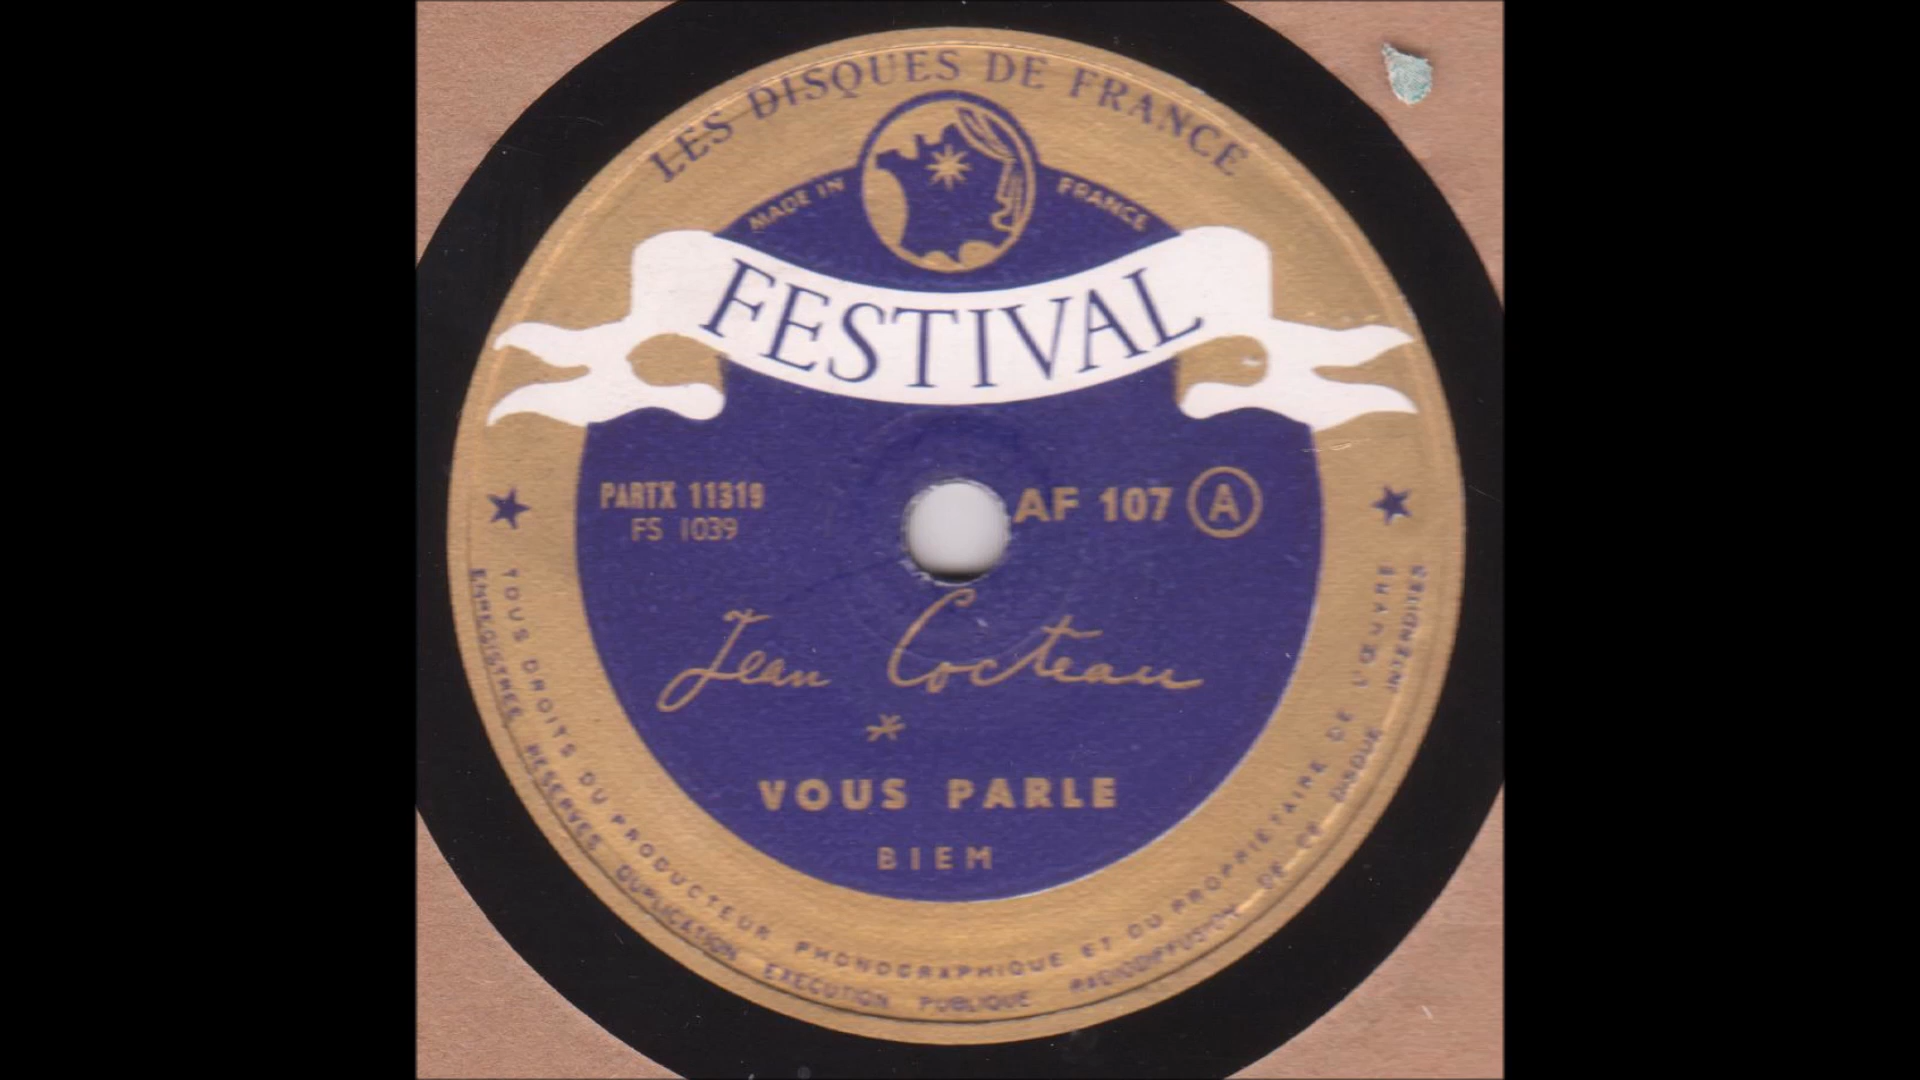 LES DISQUES DE FRANCE
MADE IN FRANCE
FESTIVAL
PARTX 11319
FS 1039
AF 107 A
Jean Cocteau
*
VOUS PARLE
BIEM
TOUS DROITS DU PRODUCTEUR PHONOGRAPHIQUE ET DU PROPRIÉTAIRE DE L'ŒUVRE
ENREGISTRÉE RÉSERVÉS DUPLICATION EXÉCUTION PUBLIQUE RADIODIFFUSION DE CE DISQUE INTERDITES